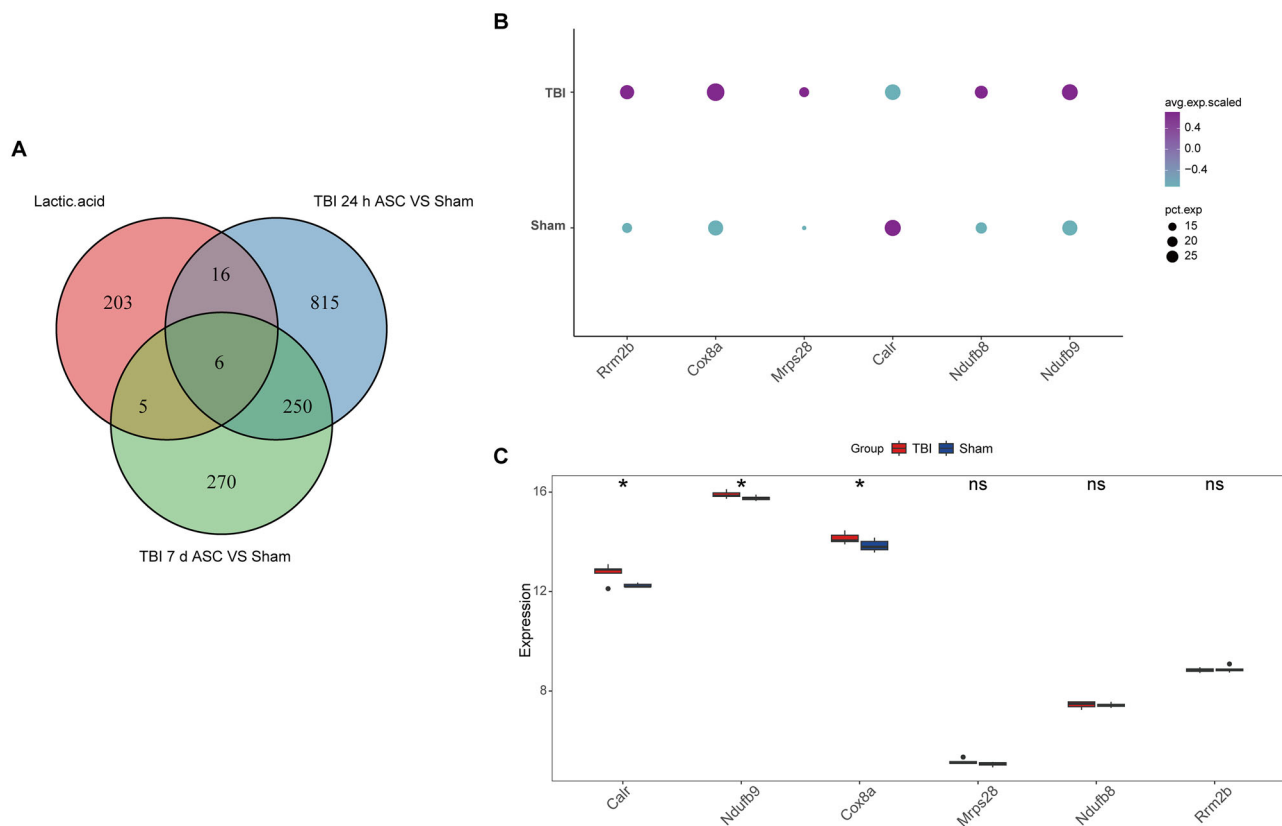 A
Lactic.acid
TBI 24 h ASC VS Sham
203
16
815
6
5
250
270
TBI 7 d ASC VS Sham
B
TBI
Sham
Rrm2b
Cox8a
Mrps28
Calr
Ndufb8
Ndufb9
avg.exp.scaled
0.4
0.0
−0.4
pct.exp
15
20
25
C
Group TBI Sham
* * * ns ns ns
Expression
16
12
8
Calr
Ndufb9
Cox8a
Mrps28
Ndufb8
Rrm2b